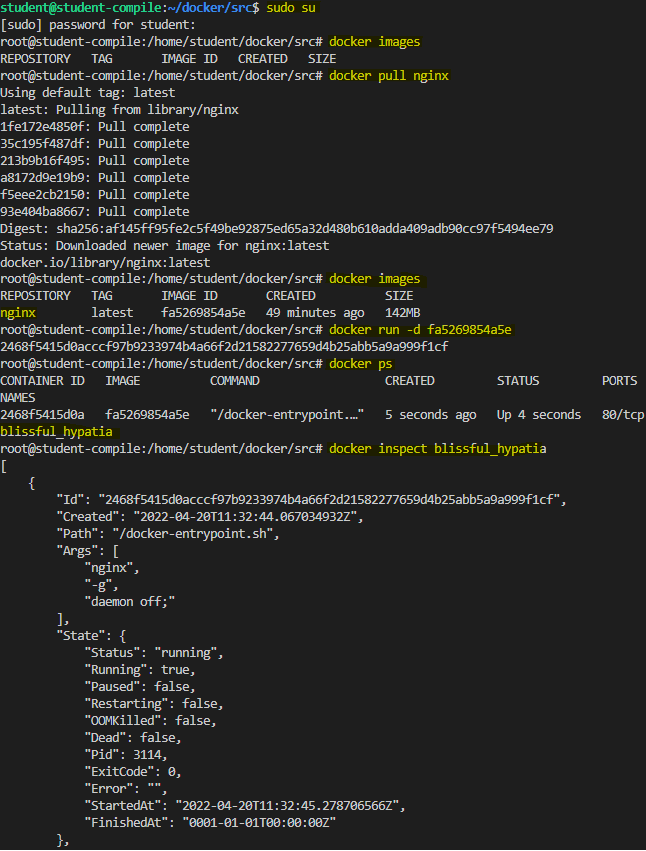 student@student-compile:~/docker/src$ sudo su
[sudo] password for student:
root@student-compile:/home/student/docker/src# docker images
REPOSITORY   TAG       IMAGE ID   CREATED   SIZE
root@student-compile:/home/student/docker/src# docker pull nginx
Using default tag: latest
latest: Pulling from library/nginx
1fe172e4850f: Pull complete
35c195f487df: Pull complete
213b9b16f495: Pull complete
a8172d9e19b9: Pull complete
f5eee2cb2150: Pull complete
93e404ba8667: Pull complete
Digest: sha256:af145ff95fe2c5f49be92875ed65a32d480b610adda409adb90cc97f5494ee79
Status: Downloaded newer image for nginx:latest
docker.io/library/nginx:latest
root@student-compile:/home/student/docker/src# docker images
REPOSITORY   TAG       IMAGE ID       CREATED          SIZE
nginx        latest    fa5269854a5e   49 minutes ago   142MB
root@student-compile:/home/student/docker/src# docker run -d fa5269854a5e
2468f5415d0acccf97b9233974b4a66f2d21582277659d4b25abb5a9a999f1cf
root@student-compile:/home/student/docker/src# docker ps
CONTAINER ID   IMAGE          COMMAND                  CREATED         STATUS         PORTS
NAMES
2468f5415d0a   fa5269854a5e   "/docker-entrypoint.…"   5 seconds ago   Up 4 seconds   80/tcp
blissful_hypatia
root@student-compile:/home/student/docker/src# docker inspect blissful_hypatia
[
    {
        "Id": "2468f5415d0acccf97b9233974b4a66f2d21582277659d4b25abb5a9a999f1cf",
        "Created": "2022-04-20T11:32:44.067034932Z",
        "Path": "/docker-entrypoint.sh",
        "Args": [
            "nginx",
            "-g",
            "daemon off;"
        ],
        "State": {
            "Status": "running",
            "Running": true,
            "Paused": false,
            "Restarting": false,
            "OOMKilled": false,
            "Dead": false,
            "Pid": 3114,
            "ExitCode": 0,
            "Error": "",
            "StartedAt": "2022-04-20T11:32:45.278706566Z",
            "FinishedAt": "0001-01-01T00:00:00Z"
        },